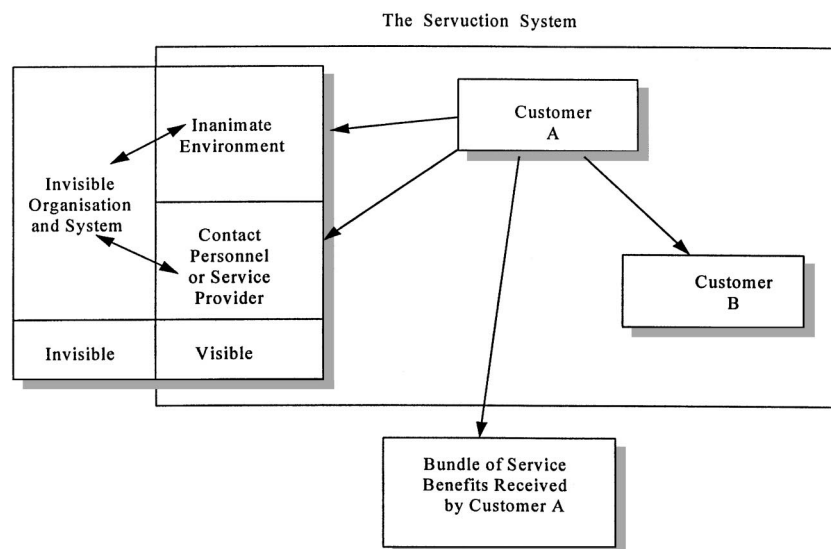 The Servuction System
Inanimate
Environment
Customer
A
Invisible
Organisation
and System
Contact
Personnel
or Service
Provider
Customer
B
Invisible
Visible
Bundle of Service
Benefits Received
by Customer A